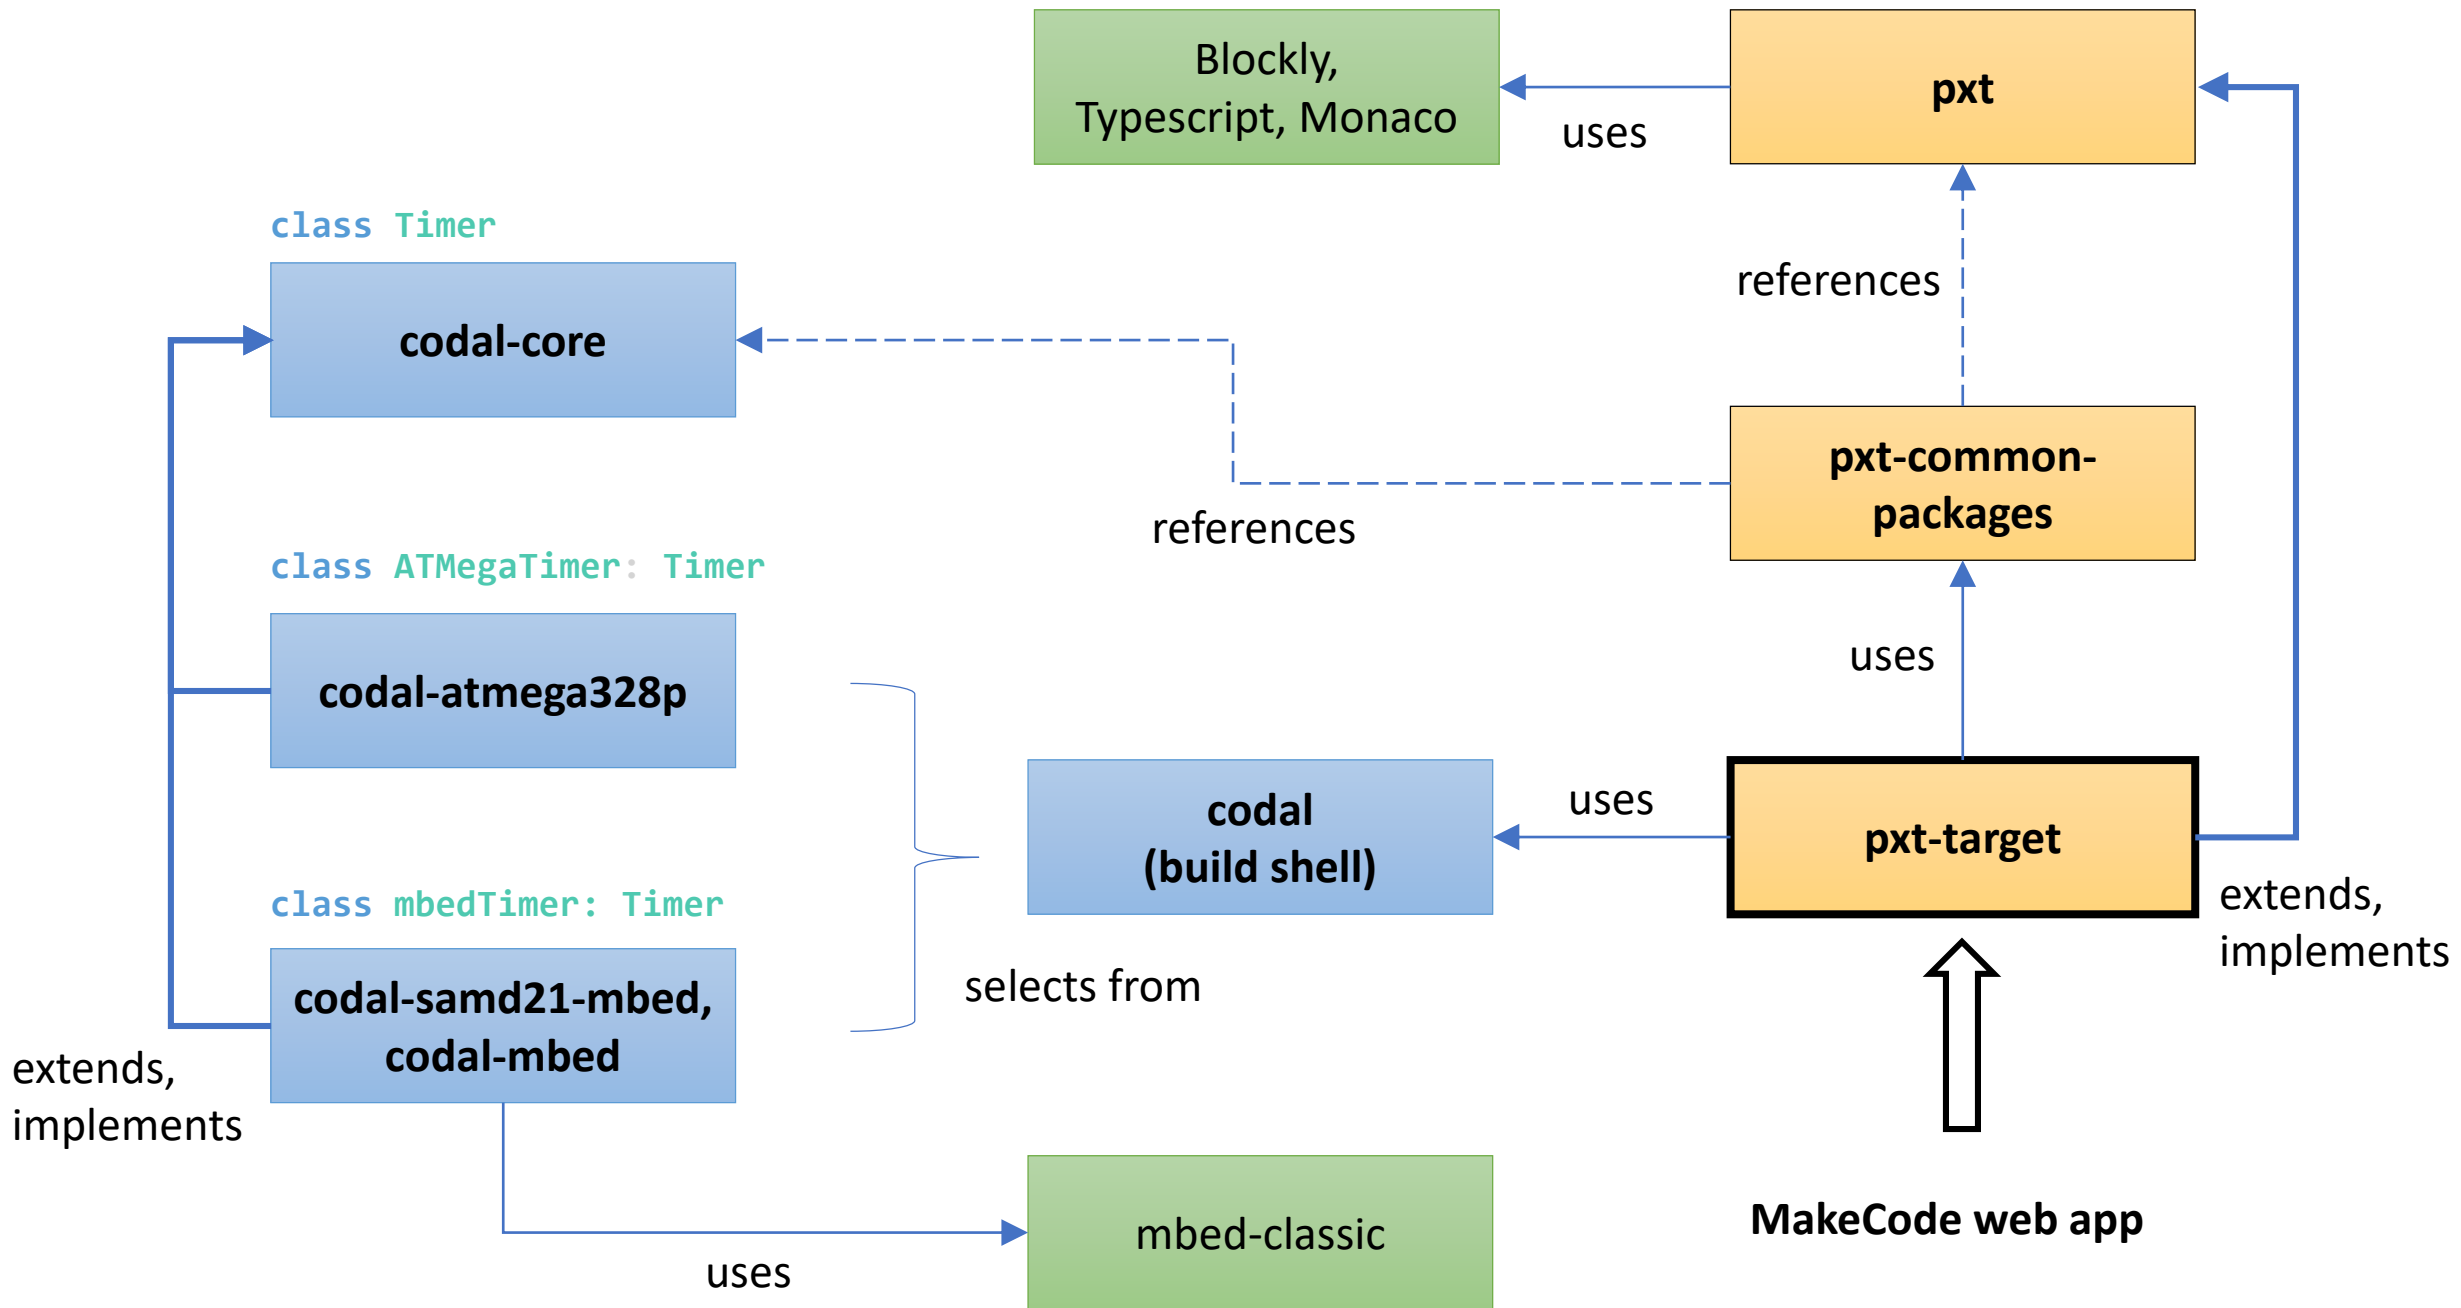 Blockly,
Typescript, Monaco
uses
pxt
class Timer
codal-core
references
references
pxt-common-
packages
class ATMegaTimer: Timer
codal-atmega328p
uses
codal
(build shell)
uses
pxt-target
extends,
implements
class mbedTimer: Timer
codal-samd21-mbed,
codal-mbed
selects from
extends,
implements
uses
mbed-classic
MakeCode web app